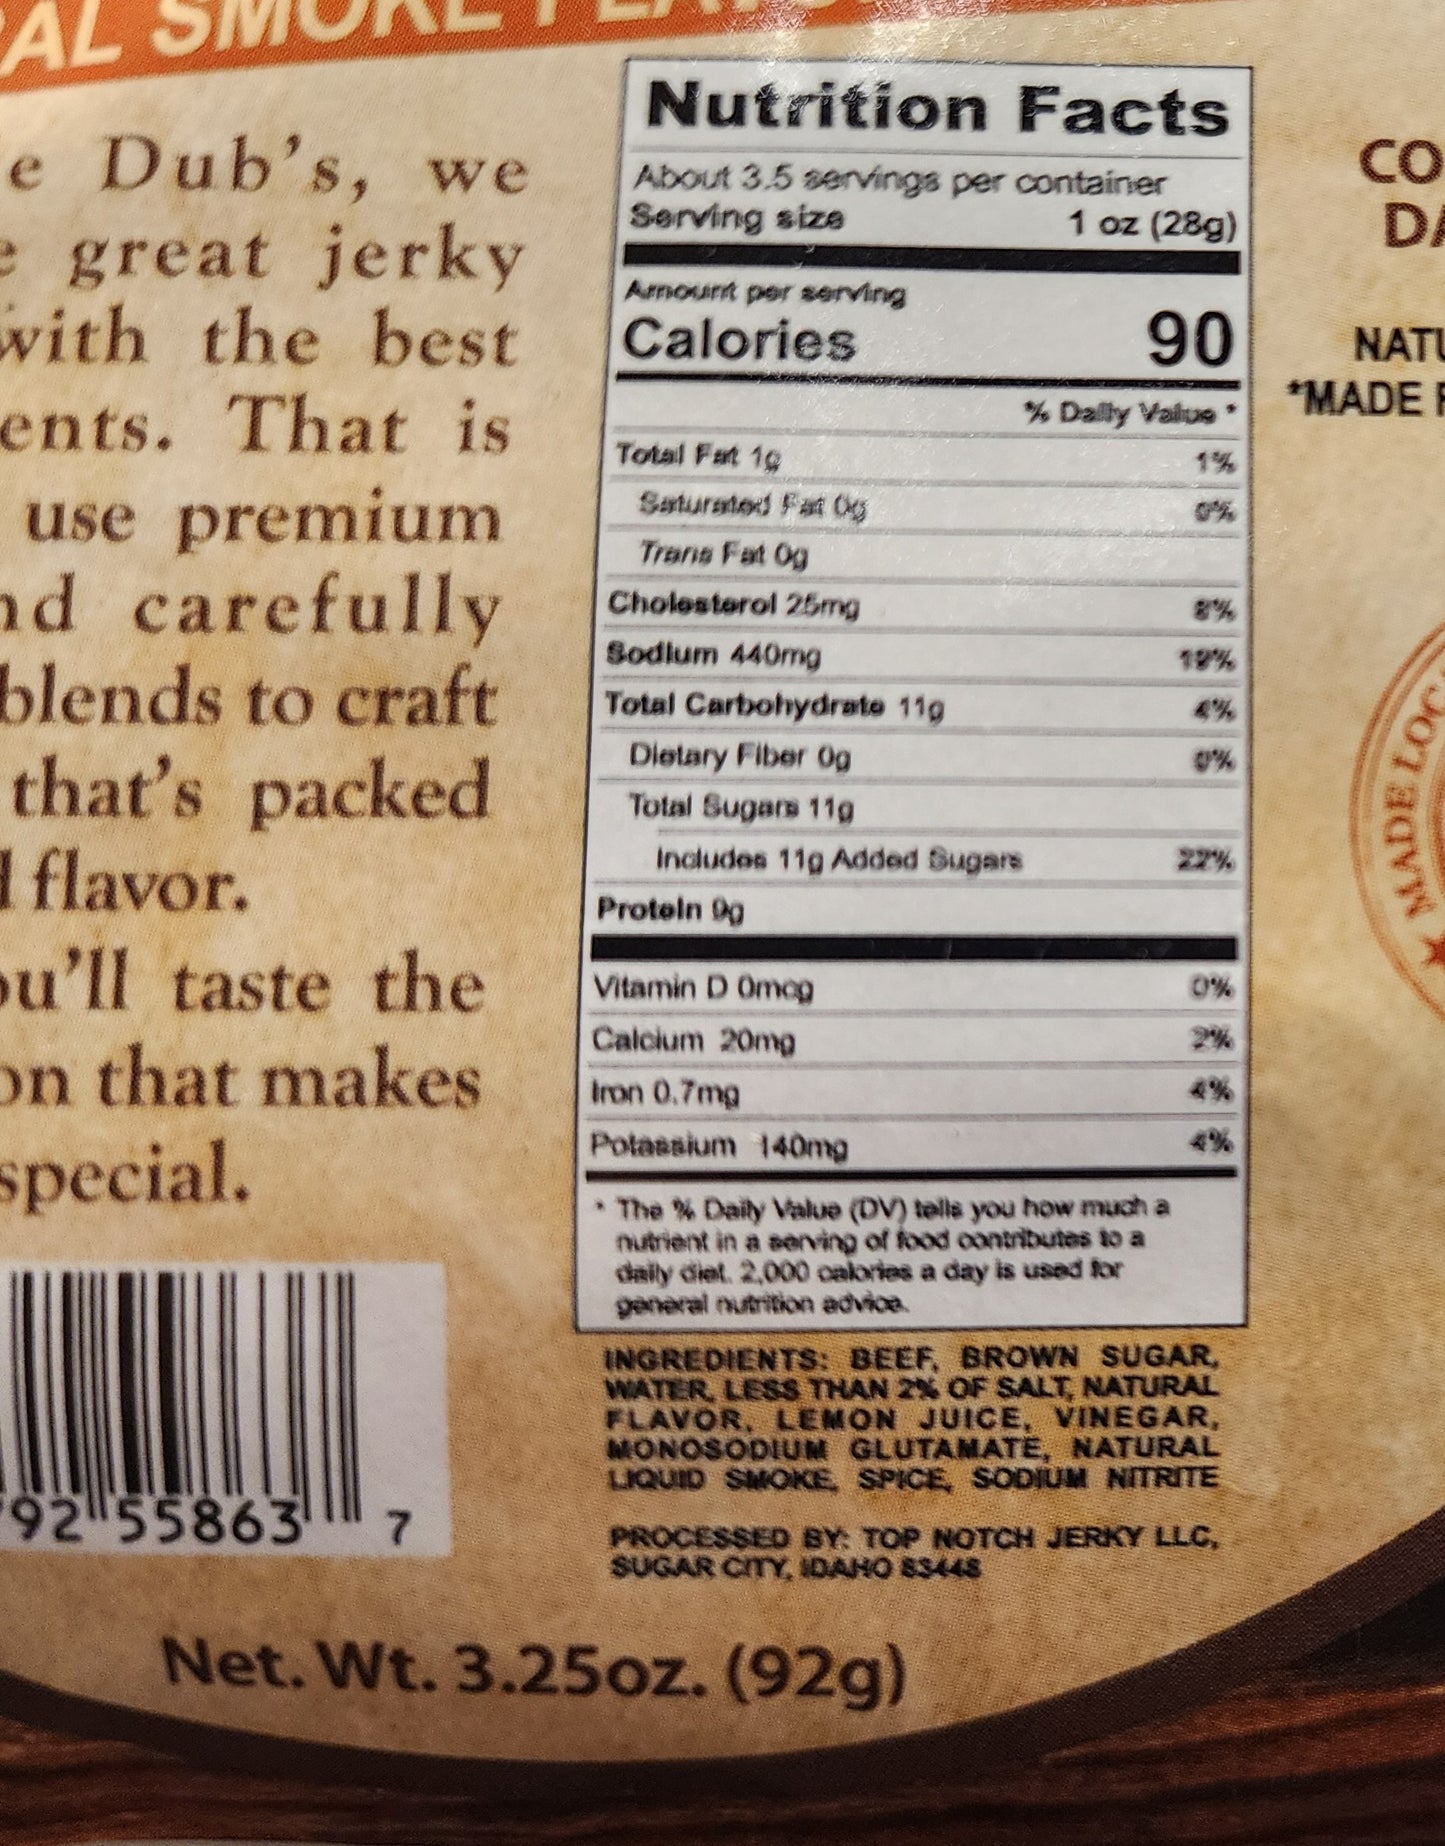 AL SMOKE
e Dub's, we
e great jerky
with the best
ents. That is
use premium
nd carefully
blends to craft
that's packed
d flavor.
ou'll taste the
on that makes
special.
92 55863 7
Net. Wt. 3.25oz. (92g)
Nutrition Facts
About 3.5 servings per container
Serving size 1 oz (28g)
Amount per serving
Calories 90
% Daily Value *
Total Fat 1g 1%
Saturated Fat 0g 0%
Trans Fat 0g
Cholesterol 25mg 8%
Sodium 440mg 19%
Total Carbohydrate 11g 4%
Dietary Fiber 0g 0%
Total Sugars 11g
Includes 11g Added Sugars 22%
Protein 9g
Vitamin D 0mcg 0%
Calcium 20mg 2%
Iron 0.7mg 4%
Potassium 140mg 4%
* The % Daily Value (DV) tells you how much a
nutrient in a serving of food contributes to a
daily diet. 2,000 calories a day is used for
general nutrition advice.
INGREDIENTS: BEEF, BROWN SUGAR,
WATER, LESS THAN 2% OF SALT, NATURAL
FLAVOR, LEMON JUICE, VINEGAR,
MONOSODIUM GLUTAMATE, NATURAL
LIQUID SMOKE, SPICE, SODIUM NITRITE
PROCESSED BY: TOP NOTCH JERKY LLC,
SUGAR CITY, IDAHO 83448
CO
DA
NATU
*MADE
MADE LOC